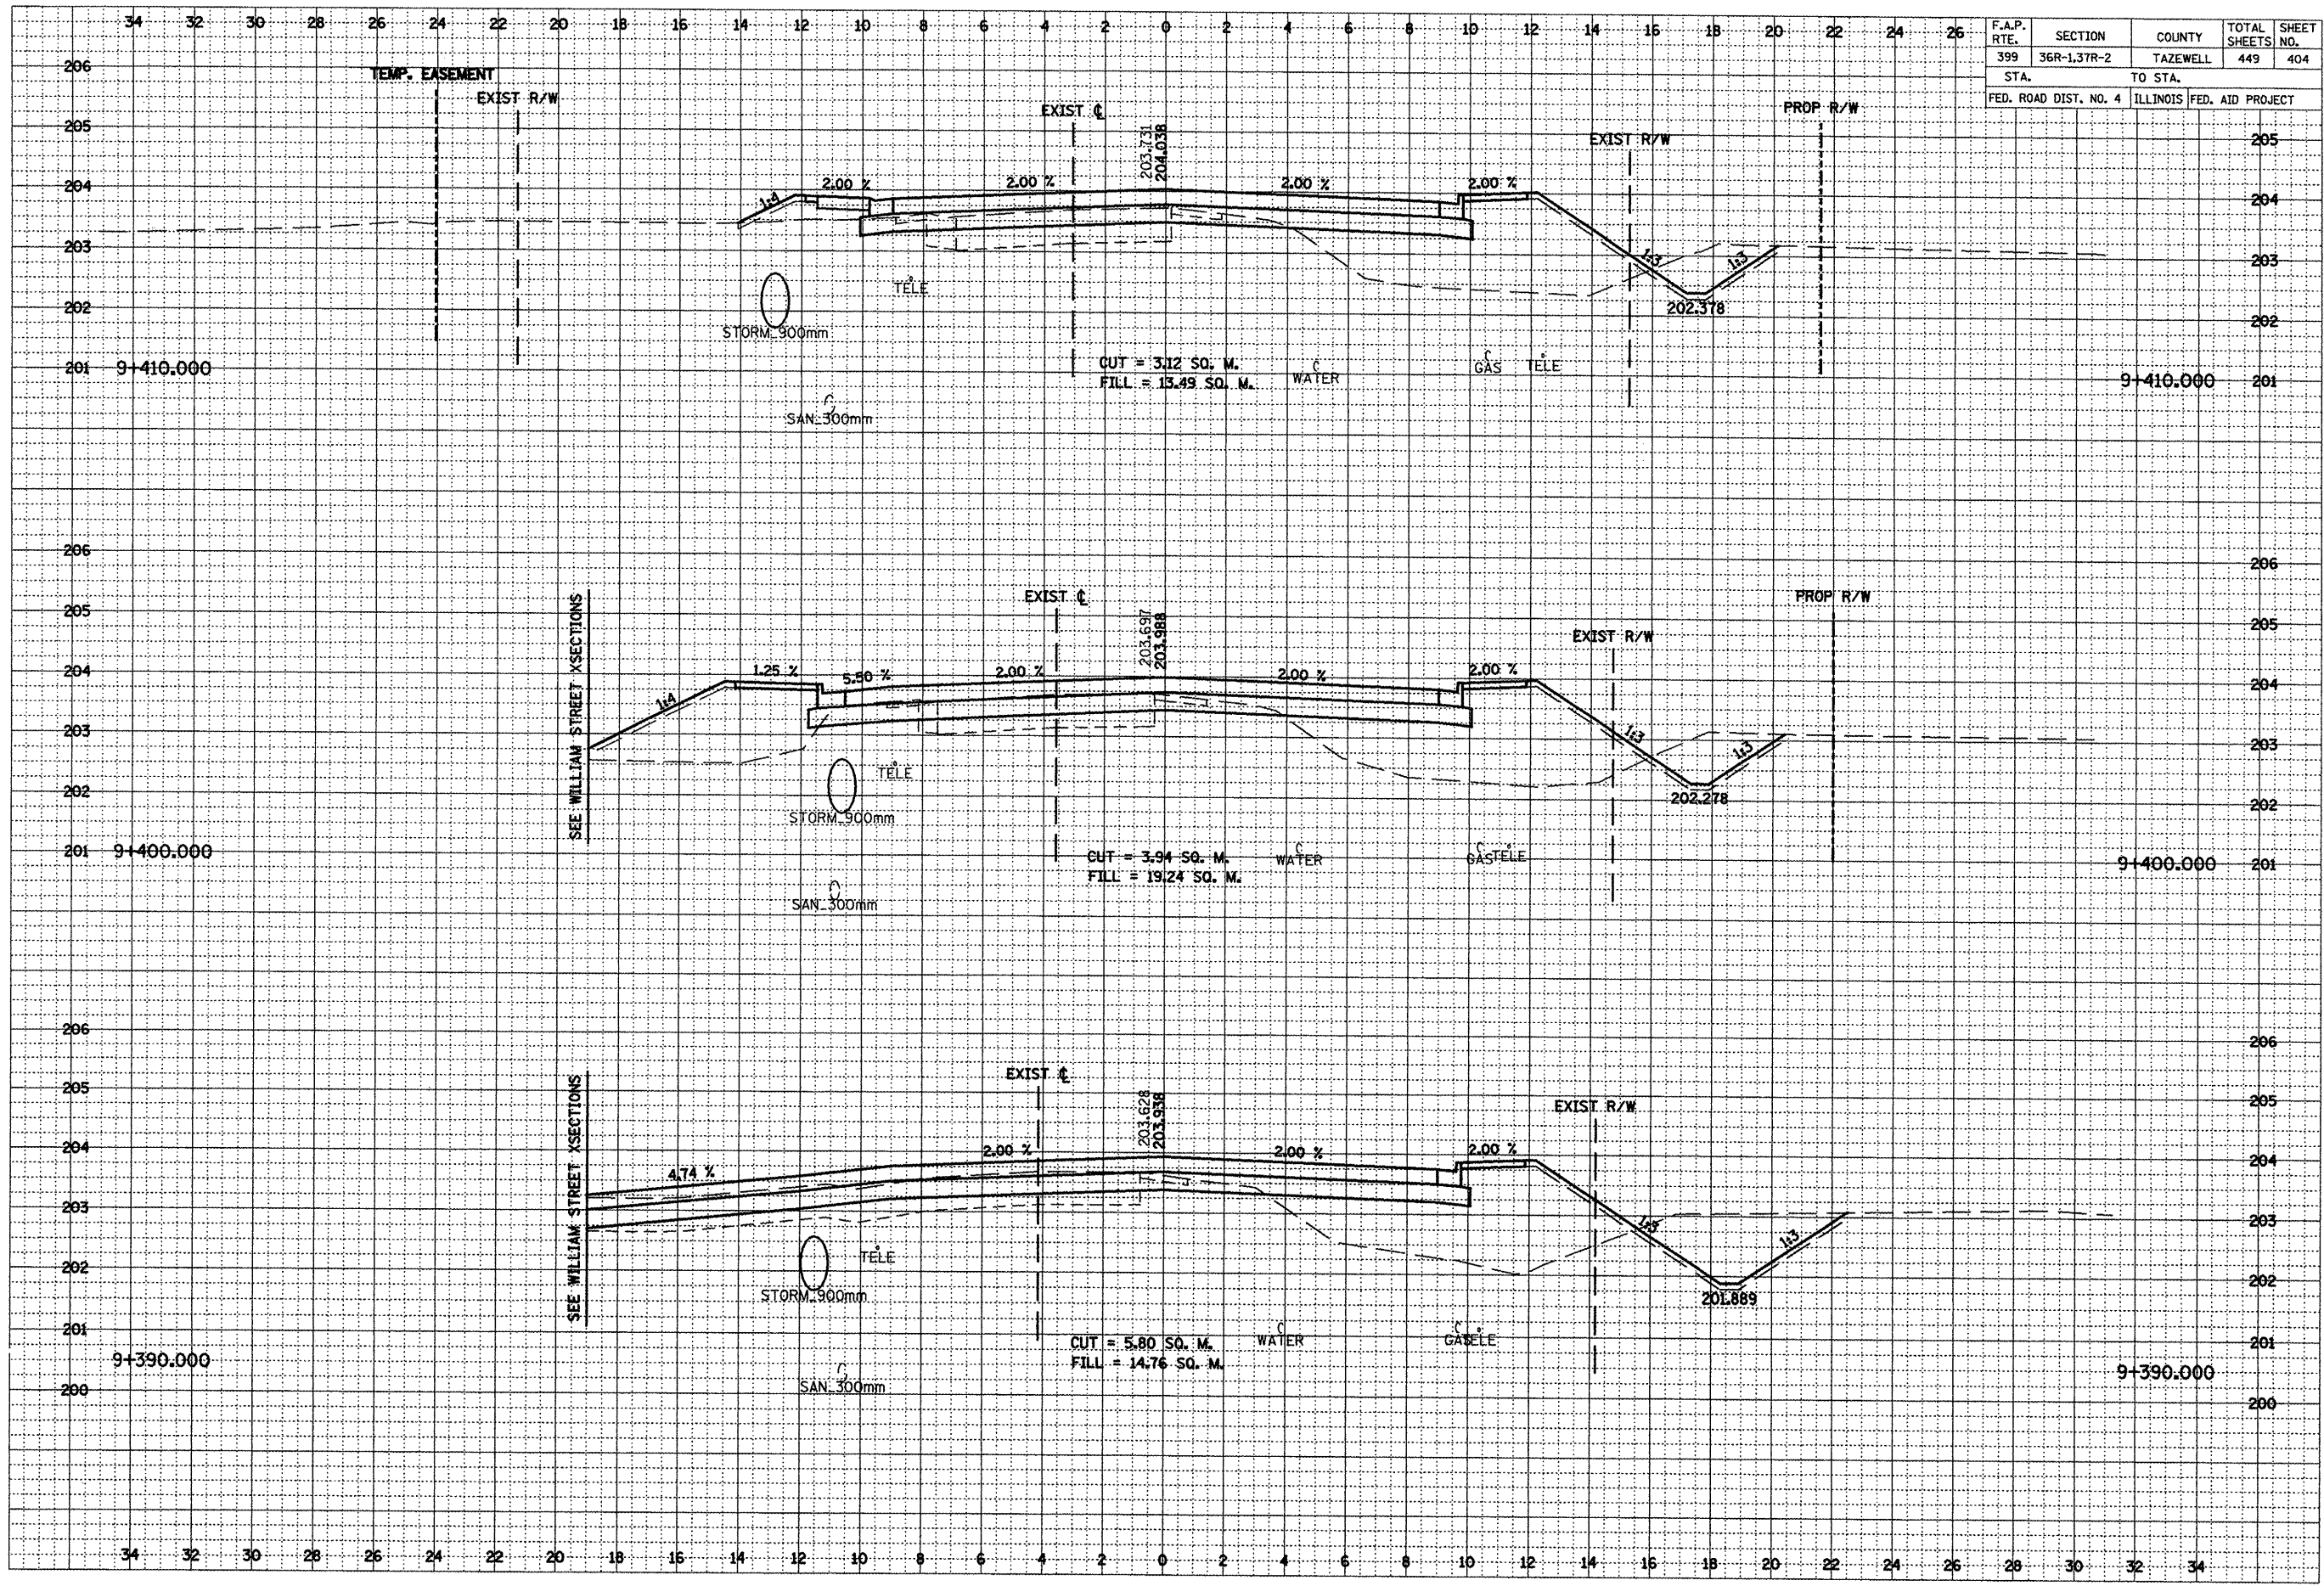 34 32 30 28 26 24 22 20 18 16 14 12 10 8 6 4 2 0 2 4 6 8 10 12 14 16 18 20 22 24 26
F.A.P. RTE. SECTION COUNTY TOTAL SHEETS SHEET NO.
399 36R-1,37R-2 TAZEWELL 449 404
STA. TO STA.
FED. ROAD DIST. NO. 4 ILLINOIS FED. AID PROJECT
206
TEMP. EASEMENT
EXIST R/W
EXIST ℄
PROP R/W
205
203.731
204.038
EXIST R/W
205
204
1:4
2.00 %
2.00 %
2.00 %
2.00 %
204
203
1:3
1:3
203
TELE
202
STORM_900mm
202.378
202
201
9+410.000
CUT = 3.12 SQ. M.
FILL = 13.49 SQ. M.
WATER
GAS
TELE
9+410.000
201
SAN_300mm
206
206
SEE WILLIAM STREET XSECTIONS
EXIST ℄
PROP R/W
205
203.697
203.988
EXIST R/W
205
204
1:4
1.25 %
5.50 %
2.00 %
2.00 %
2.00 %
204
203
1:3
1:3
203
TELE
202
STORM_900mm
202.278
202
201
9+400.000
CUT = 3.94 SQ. M.
FILL = 19.24 SQ. M.
WATER
GAS
TELE
9+400.000
201
SAN_300mm
206
206
SEE WILLIAM STREET XSECTIONS
EXIST ℄
205
203.628
203.938
EXIST R/W
205
204
4.74 %
2.00 %
2.00 %
2.00 %
204
203
1:3
1:3
203
TELE
202
STORM_900mm
201.889
202
201
CUT = 5.80 SQ. M.
FILL = 14.76 SQ. M.
WATER
GAS
TELE
201
9+390.000
9+390.000
SAN_300mm
200
200
34 32 30 28 26 24 22 20 18 16 14 12 10 8 6 4 2 0 2 4 6 8 10 12 14 16 18 20 22 24 26 28 30 32 34